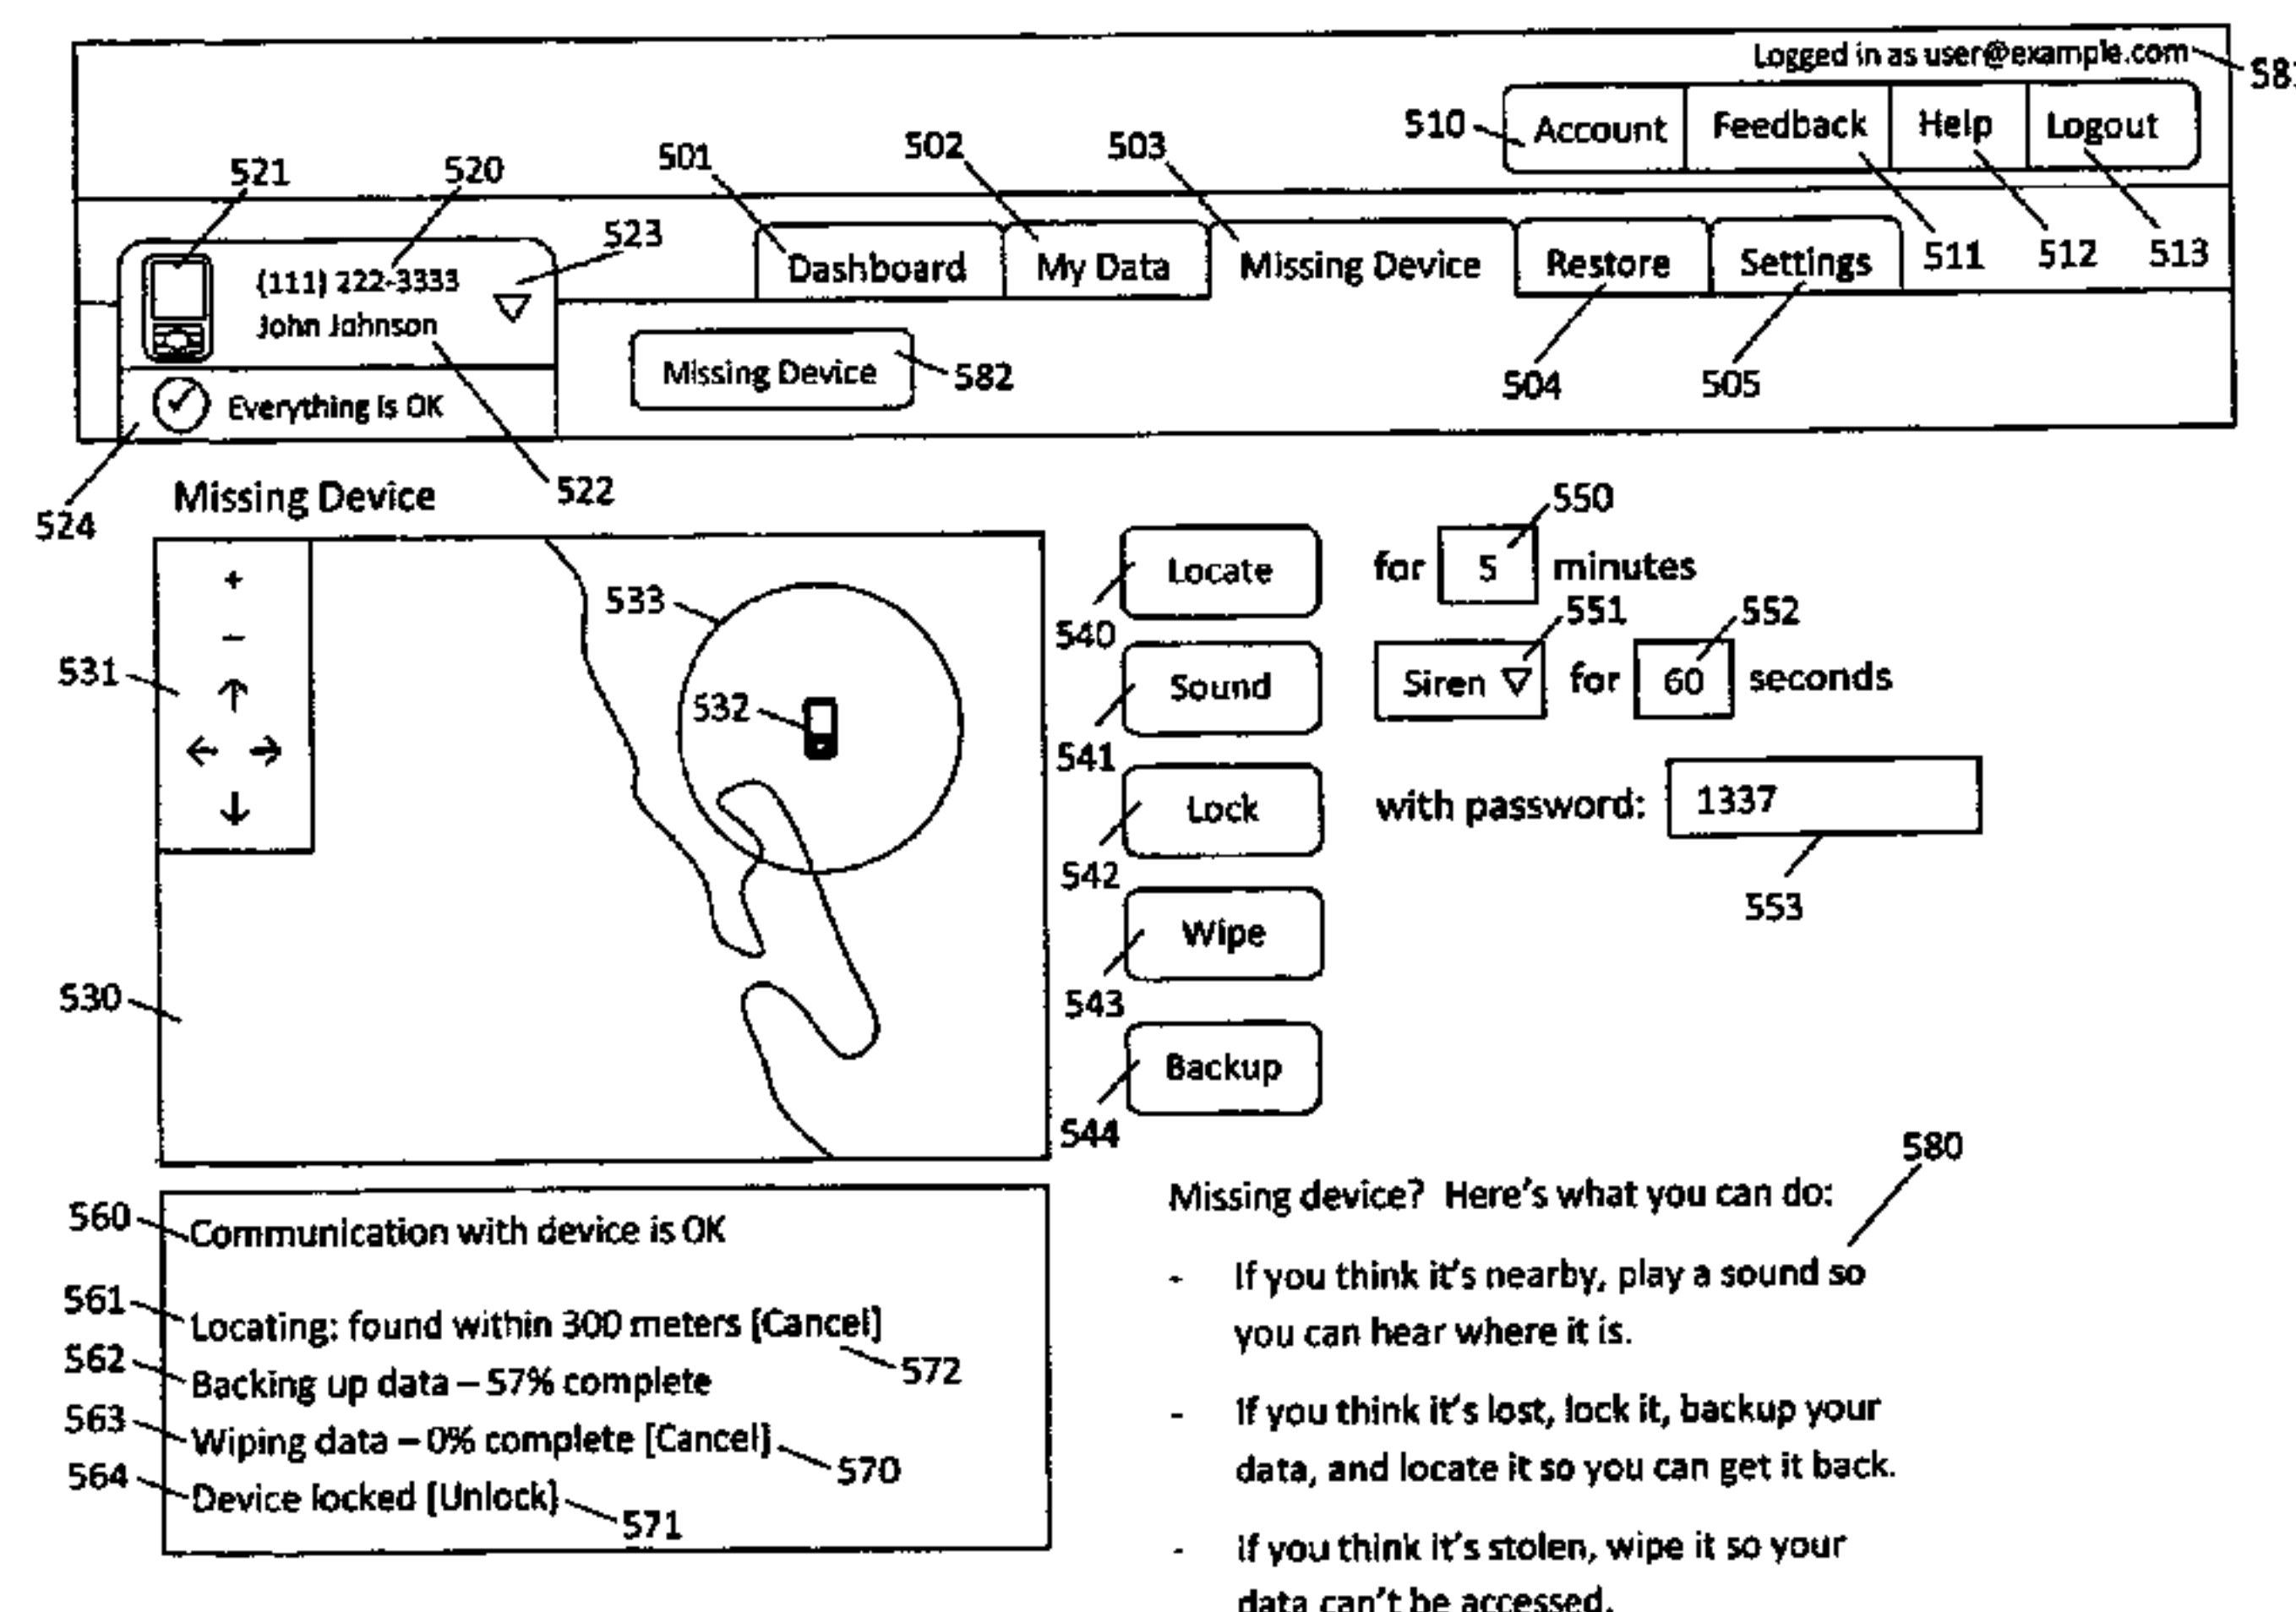 Logged in as user@example.com
510 Account Feedback Help Logout
521 520 501 502 503
523
(111) 222-3333 Dashboard My Data Missing Device Restore Settings 511 512 513
John Johnson
Missing Device 582 504 505
Everything is OK
524 Missing Device 522
550
Locate for 5 minutes
533 540 551 552
+
−
531 532 Sound Siren ▽ for 60 seconds
↑
← →
↓
541
Lock with password: 1337
542 553
Wipe
530 543
Backup
544
580
560 Communication with device is OK
561 Locating: found within 300 meters [Cancel]
572
562 Backing up data – 57% complete
563 Wiping data – 0% complete [Cancel]
570
564 Device locked [Unlock]
571
Missing device? Here's what you can do:
- If you think it's nearby, play a sound so
you can hear where it is.
- If you think it's lost, lock it, backup your
data, and locate it so you can get it back.
- If you think it's stolen, wipe it so your
data can't be accessed.